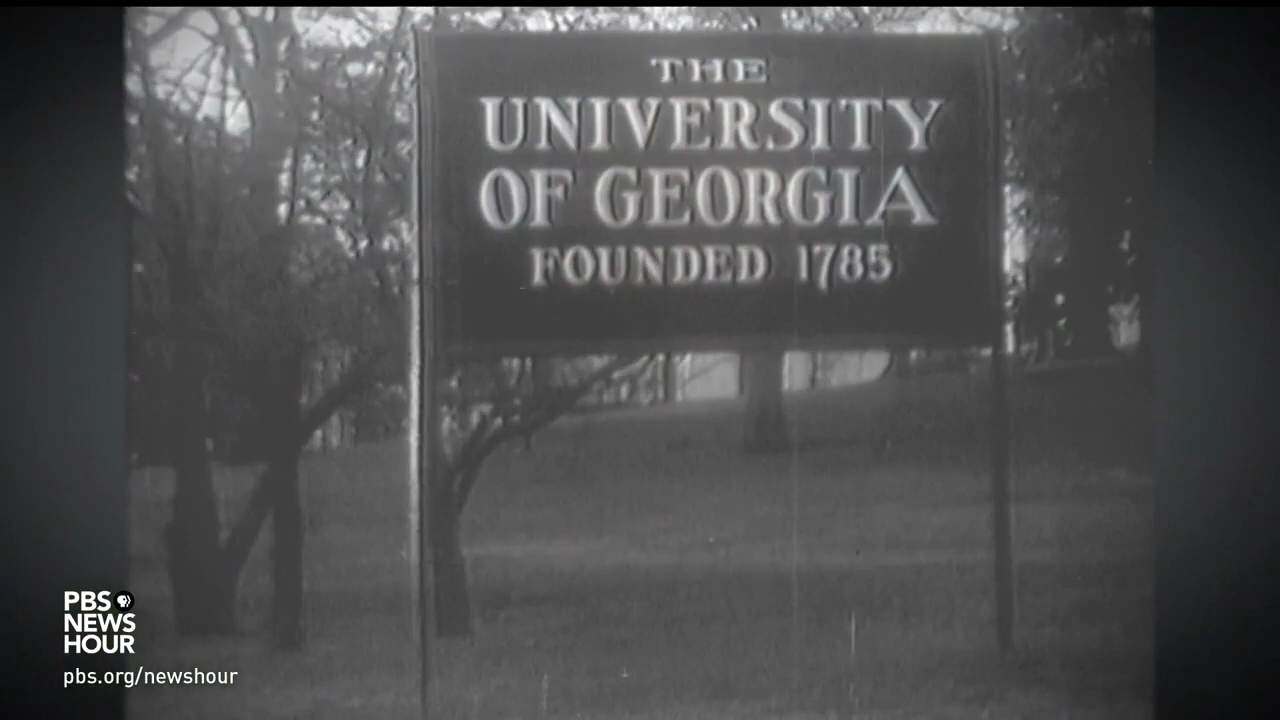 THE
UNIVERSITY
OF GEORGIA
FOUNDED 1785
PBS
NEWS
HOUR
pbs.org/newshour